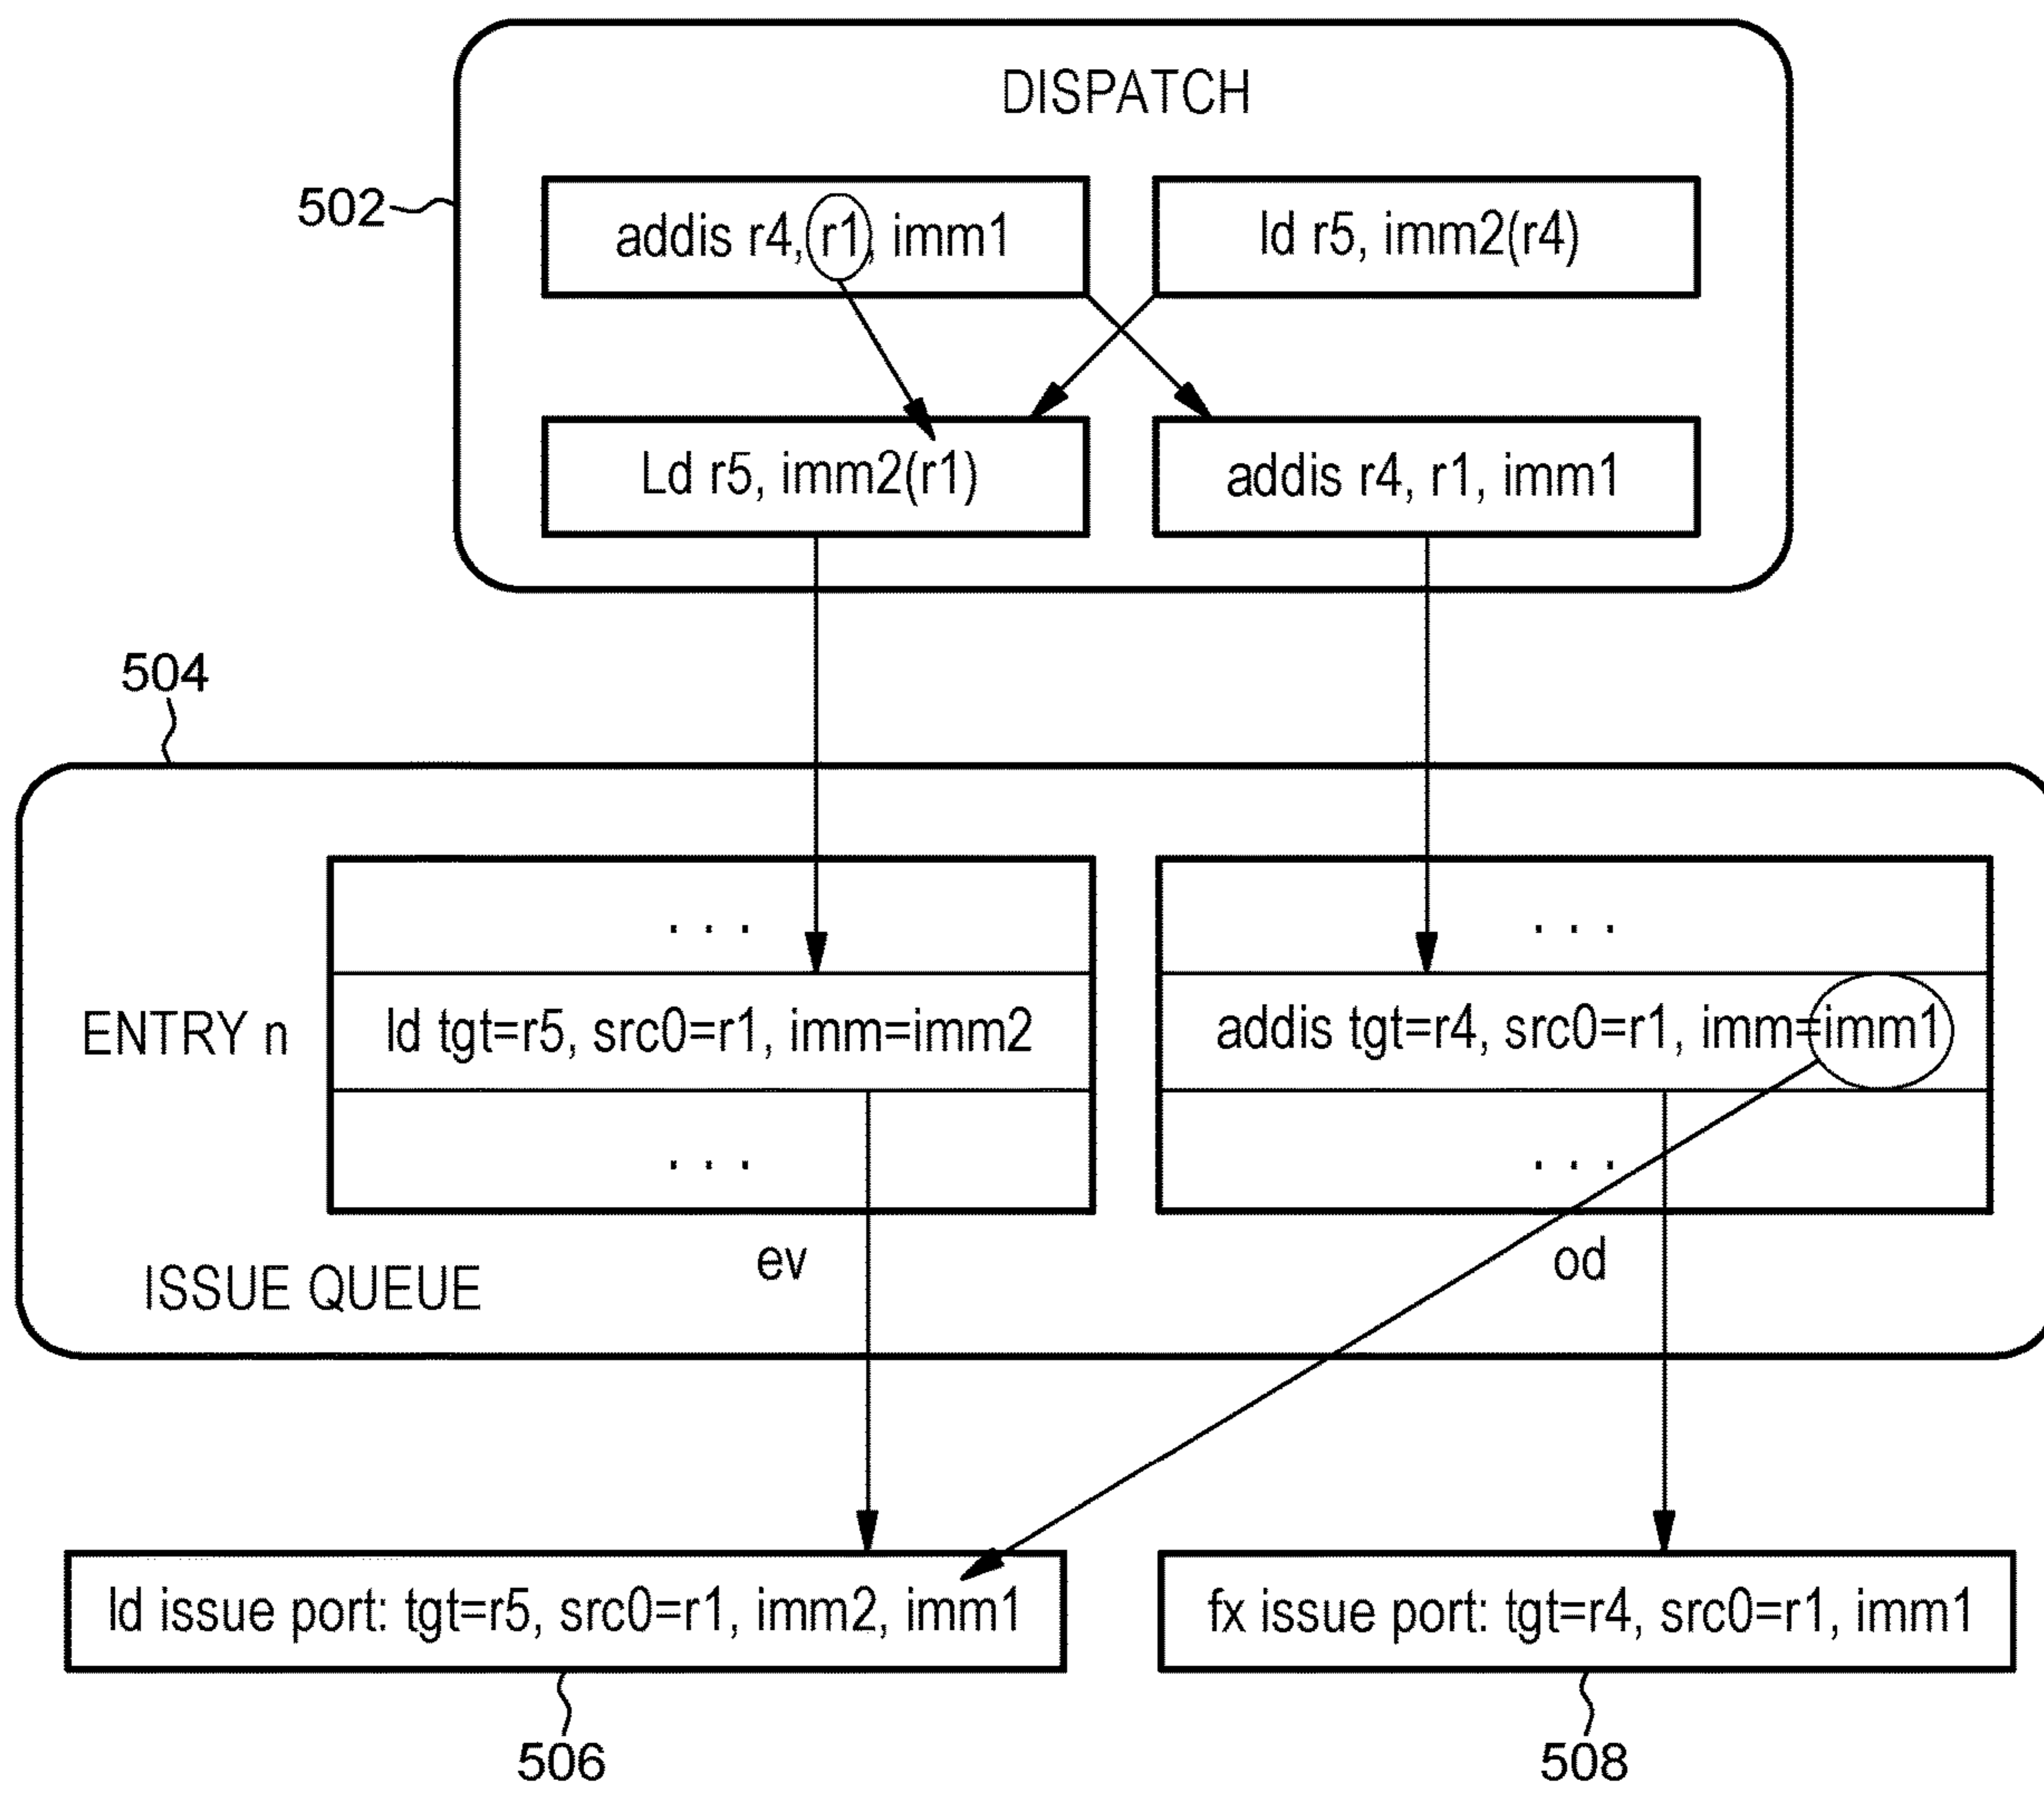 DISPATCH
502
addis r4, r1, imm1
ld r5, imm2(r4)
Ld r5, imm2(r1)
addis r4, r1, imm1
504
. . .
. . .
ENTRY n
ld tgt=r5, src0=r1, imm=imm2
addis tgt=r4, src0=r1, imm=imm1
. . .
. . .
ev
od
ISSUE QUEUE
ld issue port: tgt=r5, src0=r1, imm2, imm1
fx issue port: tgt=r4, src0=r1, imm1
506
508